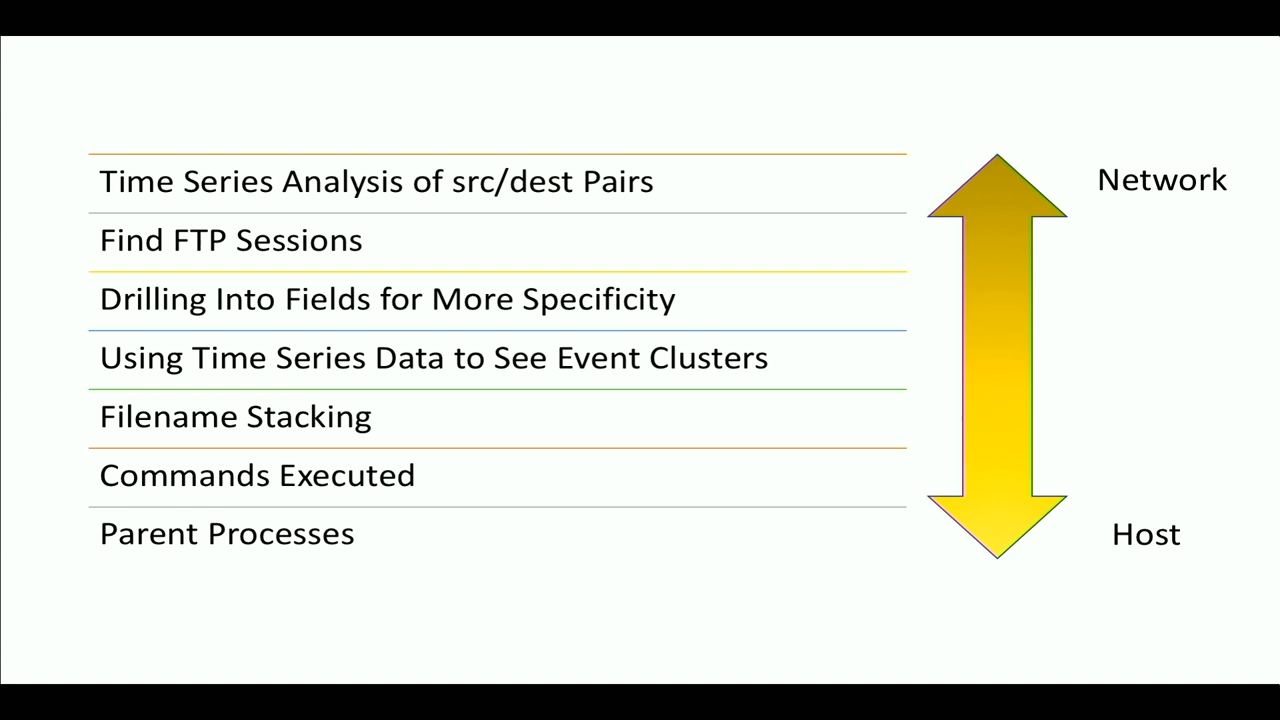 Time Series Analysis of src/dest Pairs
Network
Find FTP Sessions
Drilling Into Fields for More Specificity
Using Time Series Data to See Event Clusters
Filename Stacking
Commands Executed
Parent Processes
Host